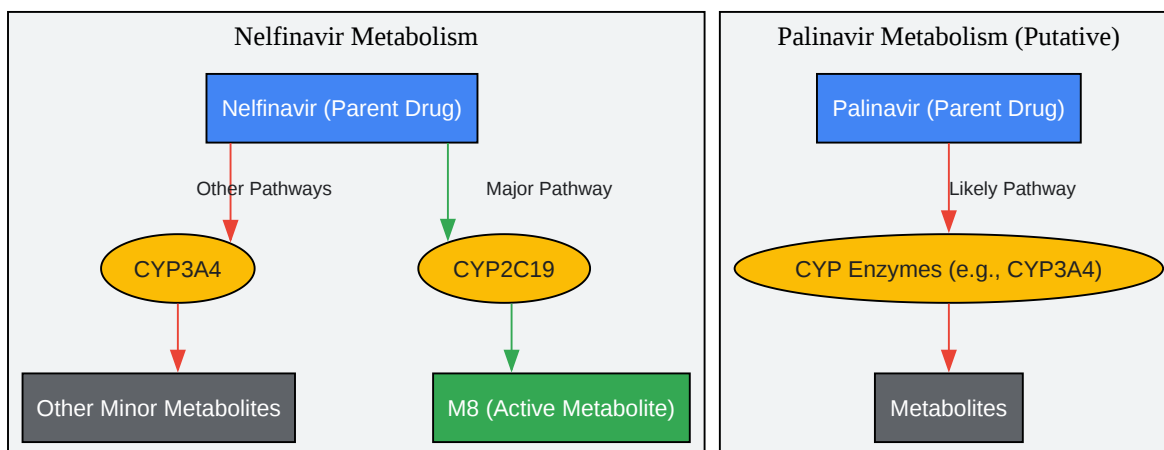 Nelfinavir Metabolism
Nelfinavir (Parent Drug)
Other Pathways
Major Pathway
CYP3A4
CYP2C19
Other Minor Metabolites
M8 (Active Metabolite)
Palinavir Metabolism (Putative)
Palinavir (Parent Drug)
Likely Pathway
CYP Enzymes (e.g., CYP3A4)
Metabolites